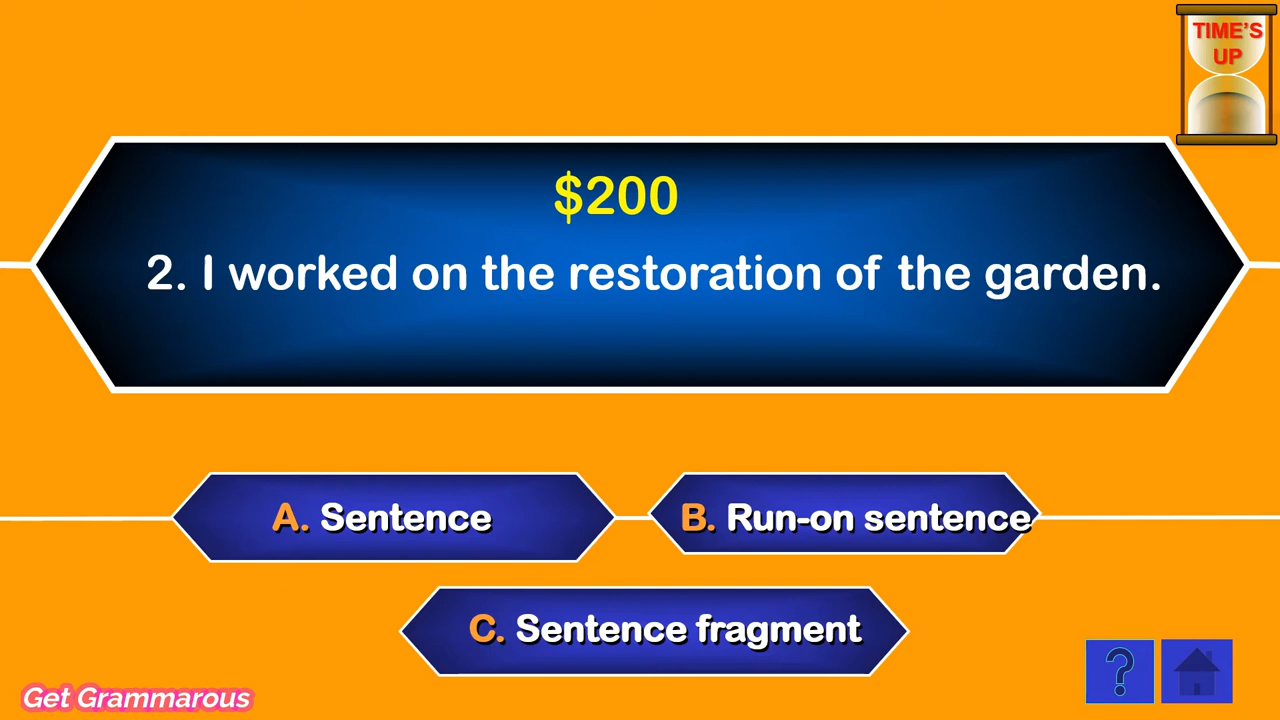 TIME'S
UP
$200
2. I worked on the restoration of the garden.
A. Sentence
B. Run-on sentence
C. Sentence fragment
?
Get Grammarous